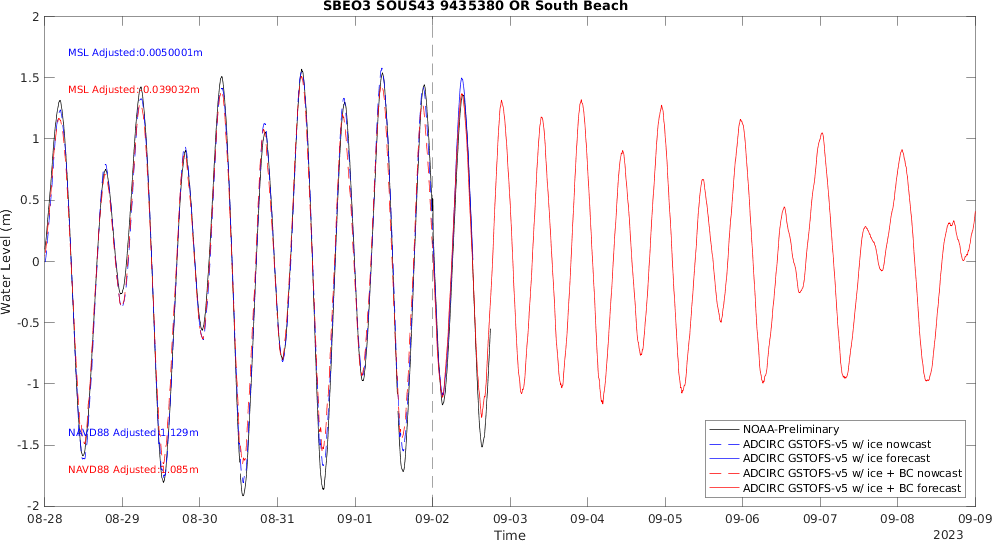 SBEO3 SOUS43 9435380 OR South Beach
Water Level (m)
2
1.5
1
0.5
0
-0.5
-1
-1.5
-2
MSL Adjusted:0.0050001m
MSL Adjusted:-0.039032m
NAVD88 Adjusted:1.129m
NAVD88 Adjusted:1.085m
NOAA-Preliminary
ADCIRC GSTOFS-v5 w/ ice nowcast
ADCIRC GSTOFS-v5 w/ ice forecast
ADCIRC GSTOFS-v5 w/ ice + BC nowcast
ADCIRC GSTOFS-v5 w/ ice + BC forecast
08-28 08-29 08-30 08-31 09-01 09-02 09-03 09-04 09-05 09-06 09-07 09-08 09-09
Time
2023